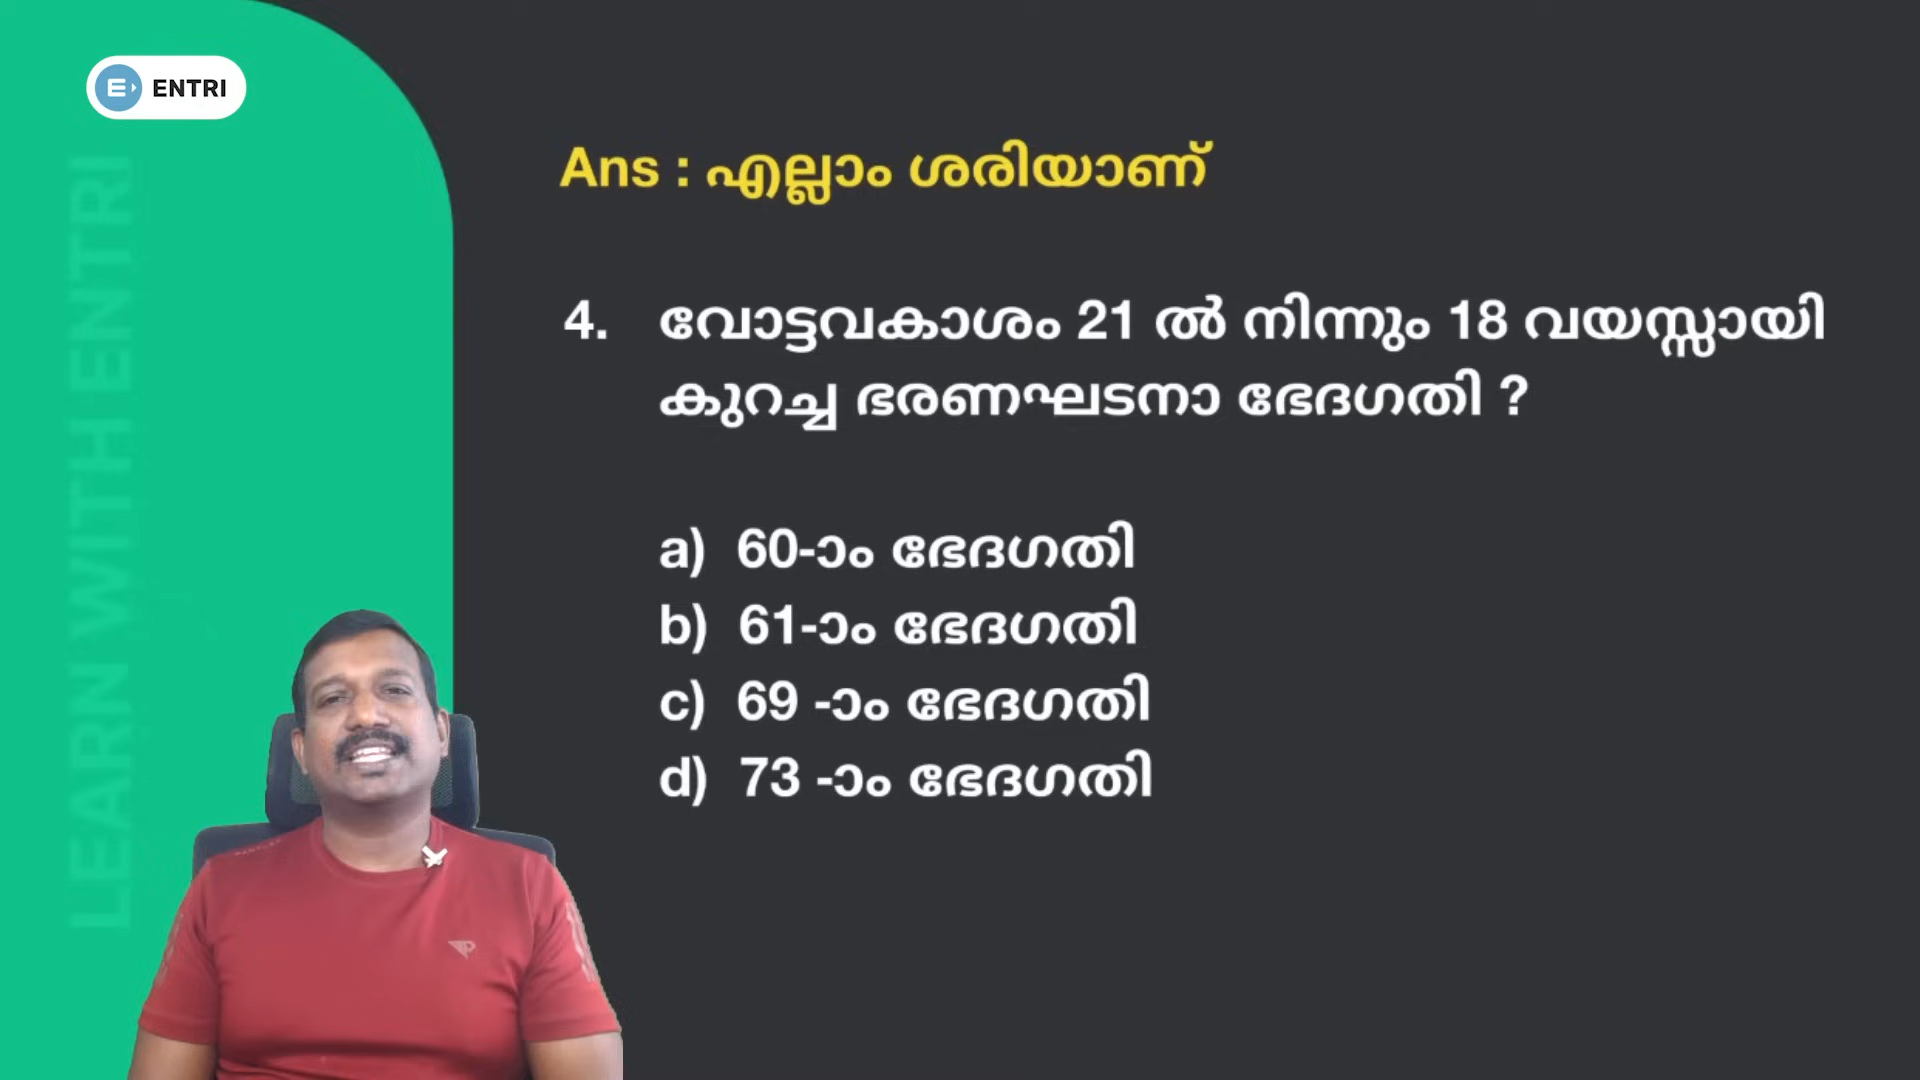 ENTRI
LEARN WITH ENTRI
Ans : എല്ലാം ശരിയാണ്
4. വോട്ടവകാശം 21 ൽ നിന്നും 18 വയസ്സായി
കുറച്ച ഭരണഘടനാ ഭേദഗതി ?
a) 60-ാം ഭേദഗതി
b) 61-ാം ഭേദഗതി
c) 69 -ാം ഭേദഗതി
d) 73 -ാം ഭേദഗതി